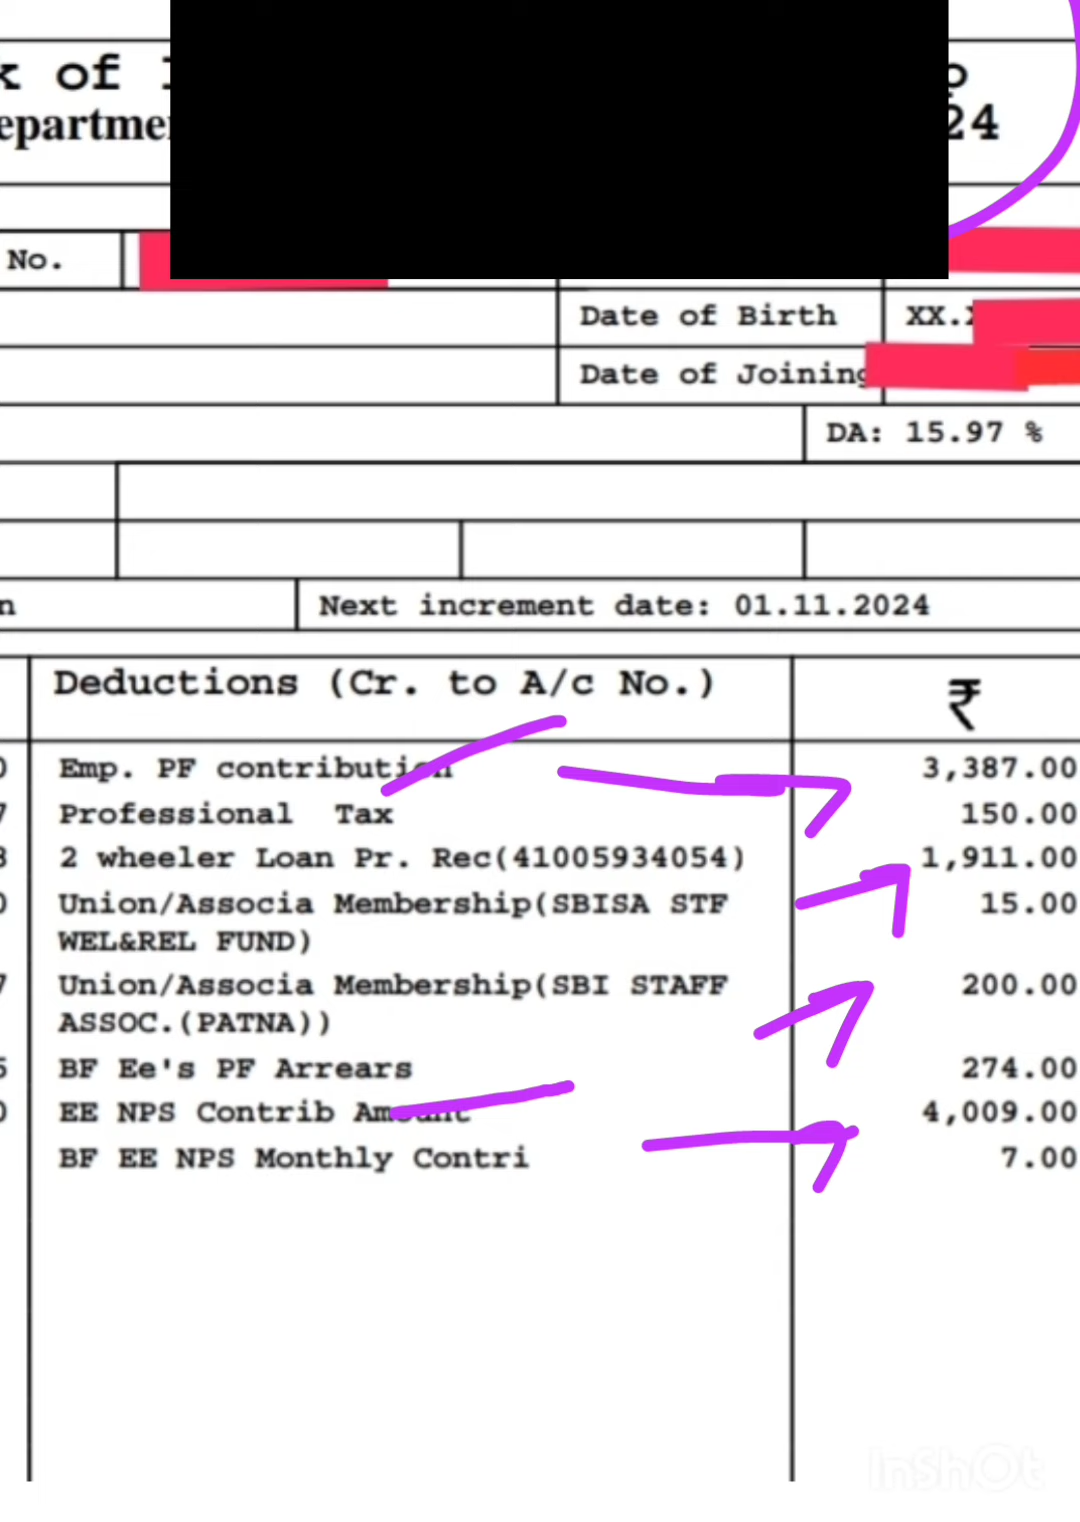 of
24
No.
Date of Birth XX.
Date of Joining
DA: 15.97 %
Next increment date: 01.11.2024
Deductions (Cr. to A/c No.) ₹
Emp. PF contribution 3,387.00
Professional Tax 150.00
2 wheeler Loan Pr. Rec(41005934054) 1,911.00
Union/Associa Membership(SBISA STF 15.00
WEL&REL FUND)
Union/Associa Membership(SBI STAFF 200.00
ASSOC.(PATNA))
BF Ee's PF Arrears 274.00
EE NPS Contrib Amount 4,009.00
BF EE NPS Monthly Contri 7.00
InShOt